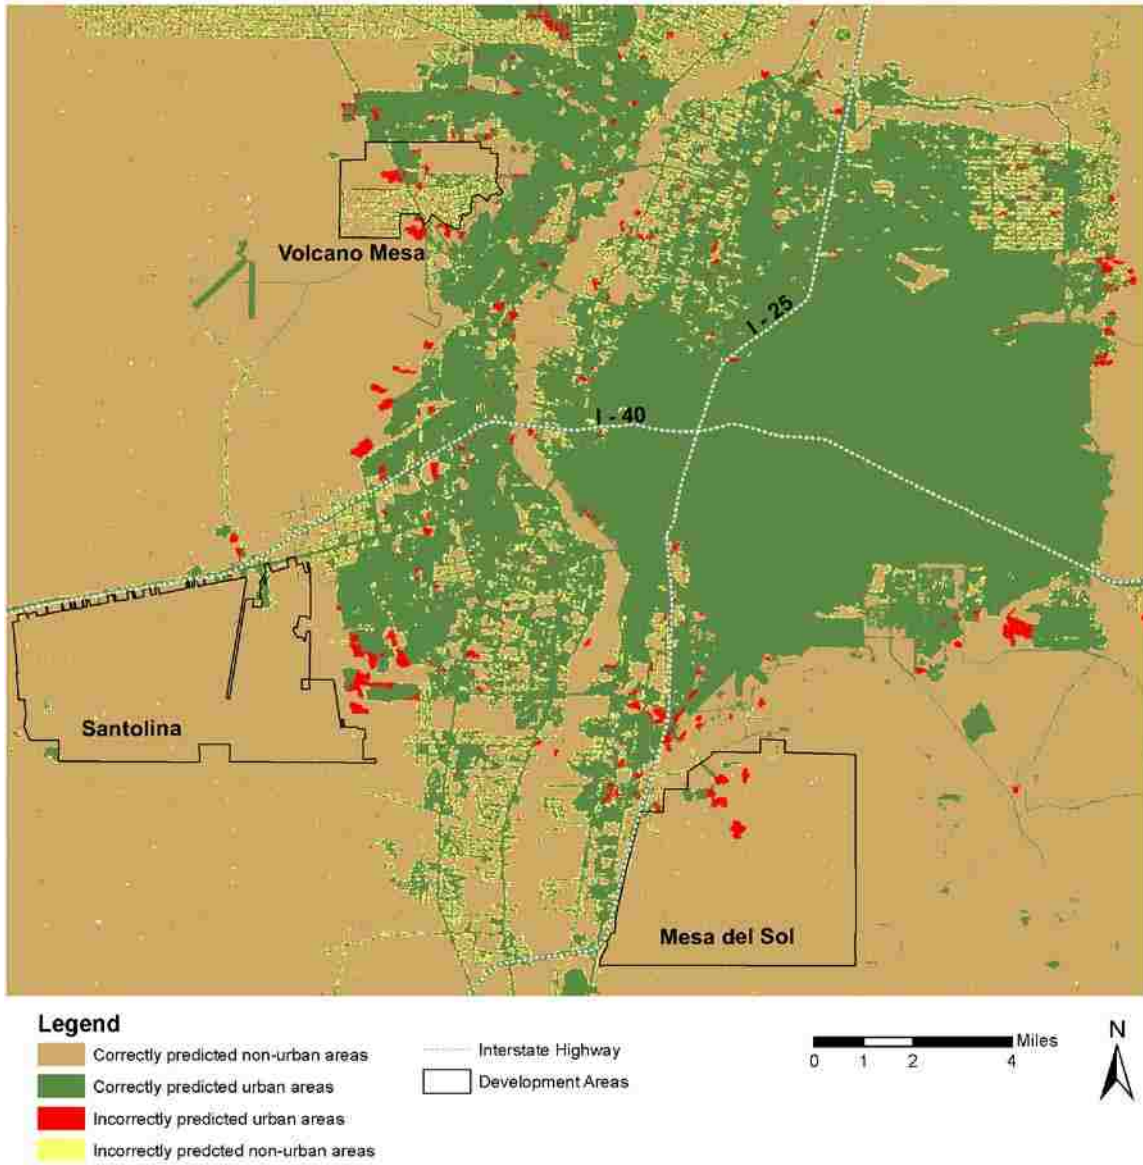 Volcano Mesa
I - 25
I - 40
Santolina
Mesa del Sol
Legend
Correctly predicted non-urban areas
Correctly predicted urban areas
Incorrectly predicted urban areas
Incorrectly predcted non-urban areas
Interstate Highway
Development Areas
Miles
0 1 2 4
N